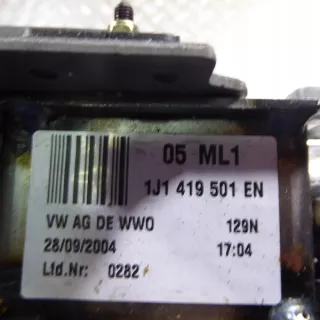 05 ML1
1J1 419 501 EN
VW AG DE WWO 129N
28/09/2004 17:04
Lfd.Nr: 0282